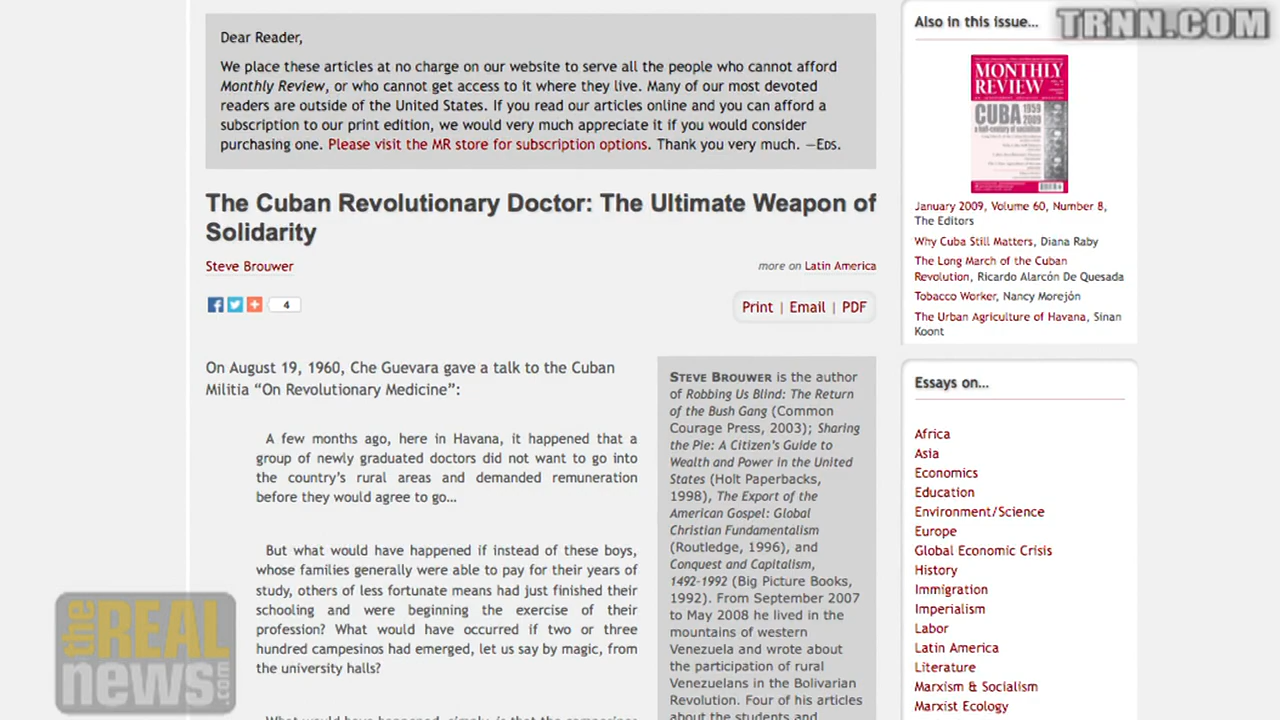 TRNN.COM
Dear Reader,
We place these articles at no charge on our website to serve all the people who cannot afford
Monthly Review, or who cannot get access to it where they live. Many of our most devoted
readers are outside of the United States. If you read our articles online and you can afford a
subscription to our print edition, we would very much appreciate it if you would consider
purchasing one. Please visit the MR store for subscription options. Thank you very much. —Eds.
The Cuban Revolutionary Doctor: The Ultimate Weapon of
Solidarity
Steve Brouwer
more on Latin America
4
Print | Email | PDF
On August 19, 1960, Che Guevara gave a talk to the Cuban
Militia “On Revolutionary Medicine”:
A few months ago, here in Havana, it happened that a
group of newly graduated doctors did not want to go into
the country’s rural areas and demanded remuneration
before they would agree to go…
But what would have happened if instead of these boys,
whose families generally were able to pay for their years of
study, others of less fortunate means had just finished their
schooling and were beginning the exercise of their
profession? What would have occurred if two or three
hundred campesinos had emerged, let us say by magic, from
the university halls?
What would have happened, simply, is that the campesinos
Steve Brouwer is the author
of Robbing Us Blind: The Return
of the Bush Gang (Common
Courage Press, 2003); Sharing
the Pie: A Citizen’s Guide to
Wealth and Power in the United
States (Holt Paperbacks,
1998), The Export of the
American Gospel: Global
Christian Fundamentalism
(Routledge, 1996), and
Conquest and Capitalism,
1492-1992 (Big Picture Books,
1992). From September 2007
to May 2008 he lived in the
mountains of western
Venezuela and wrote about
the participation of rural
Venezuelans in the Bolivarian
Revolution. Four of his articles
about the students and
Also in this issue…
MONTHLY
REVIEW
CUBA 1959
2009
a half-century of socialism
January 2009, Volume 60, Number 8,
The Editors
Why Cuba Still Matters, Diana Raby
The Long March of the Cuban
Revolution, Ricardo Alarcón De Quesada
Tobacco Worker, Nancy Morejón
The Urban Agriculture of Havana, Sinan
Koont
Essays on…
Africa
Asia
Economics
Education
Environment/Science
Europe
Global Economic Crisis
History
Immigration
Imperialism
Labor
Latin America
Literature
Marxism & Socialism
Marxist Ecology
the REAL
news.com